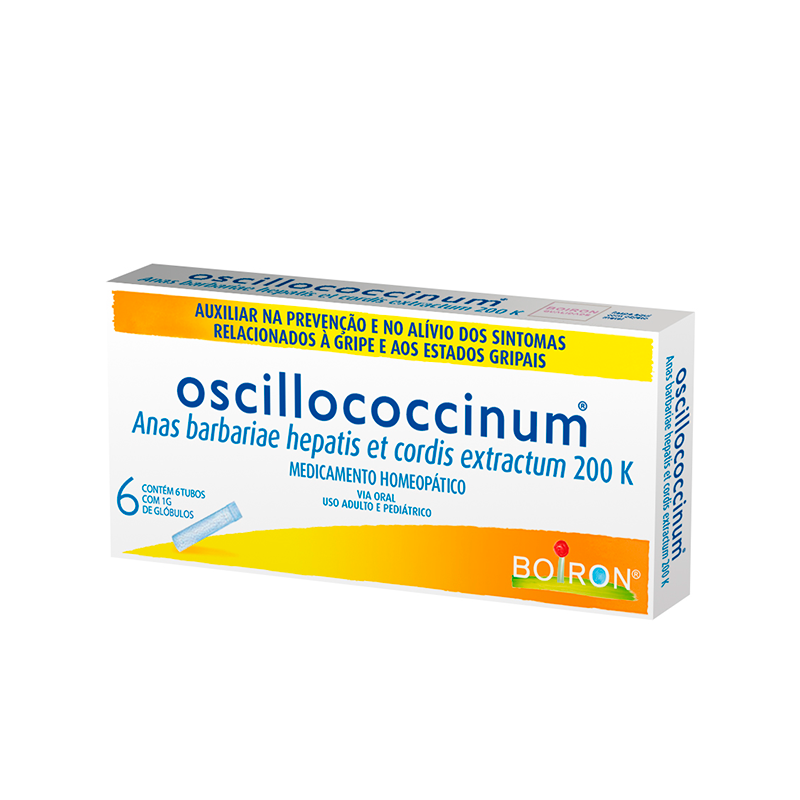 oscillococcinum®
Anas barbariae hepatis et cordis extractum 200 K
BOIRON
AUXILIAR NA PREVENÇÃO E NO ALÍVIO DOS SINTOMAS
RELACIONADOS À GRIPE E AOS ESTADOS GRIPAIS
oscillococcinum®
Anas barbariae hepatis et cordis extractum 200 K
MEDICAMENTO HOMEOPÁTICO
VIA ORAL
USO ADULTO E PEDIÁTRICO
6
CONTÉM 6 TUBOS
COM 1G
DE GLÓBULOS
BOIRON®
oscillococcinum®
Anas barbariae hepatis et cordis extractum 200 K